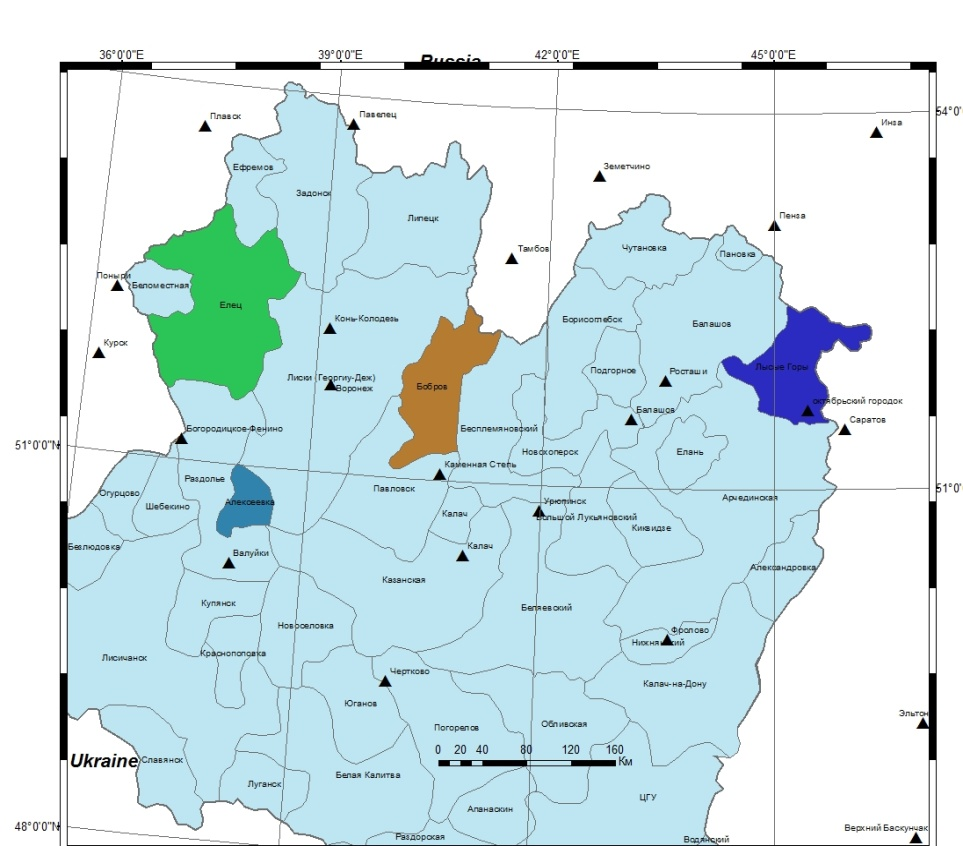 36°0'0"E
39°0'0"E
42°0'0"E
45°0'0"E
Russia
54°0'
Плавск
Павелец
Инза
Ефремов
Земетчино
Задонск
Липецк
Пенза
Тамбов
Чутановка
Пановка
Поныри
Беломестная
Елец
Конь-Колодезь
Борисоглебск
Балашов
Курск
Подгорное
Росташи
Лысые Горы
Лиски (Георгиу-Деж)
Воронеж
Бобров
октябрьский городок
Балашов
Саратов
Богородицкое-Фенино
Бесплемяновский
51°0'0"N
Новохоперск
Елань
Каменная Степь
Раздолье
Павловск
51°0'
Огурцово
Шебекино
Алексеевка
Урюпинск
Арчединская
Калач
Большой Лукьяновский
Киквидзе
Безлюдовка
Валуйки
Калач
Александровка
Казанская
Купянск
Беляевский
Новоселовка
Фролово
Нижнянский
Лисичанск
Краснопоповка
Чертково
Калач-на-Дону
Юганов
Эльтон
Погорелов
Обливская
0 20 40 80 120 160
Км
Ukraine
Славянск
Луганск
Белая Калитва
ЦГУ
Апанаскин
48°0'0"N
Раздорская
Водянский
Верхний Баскунчак